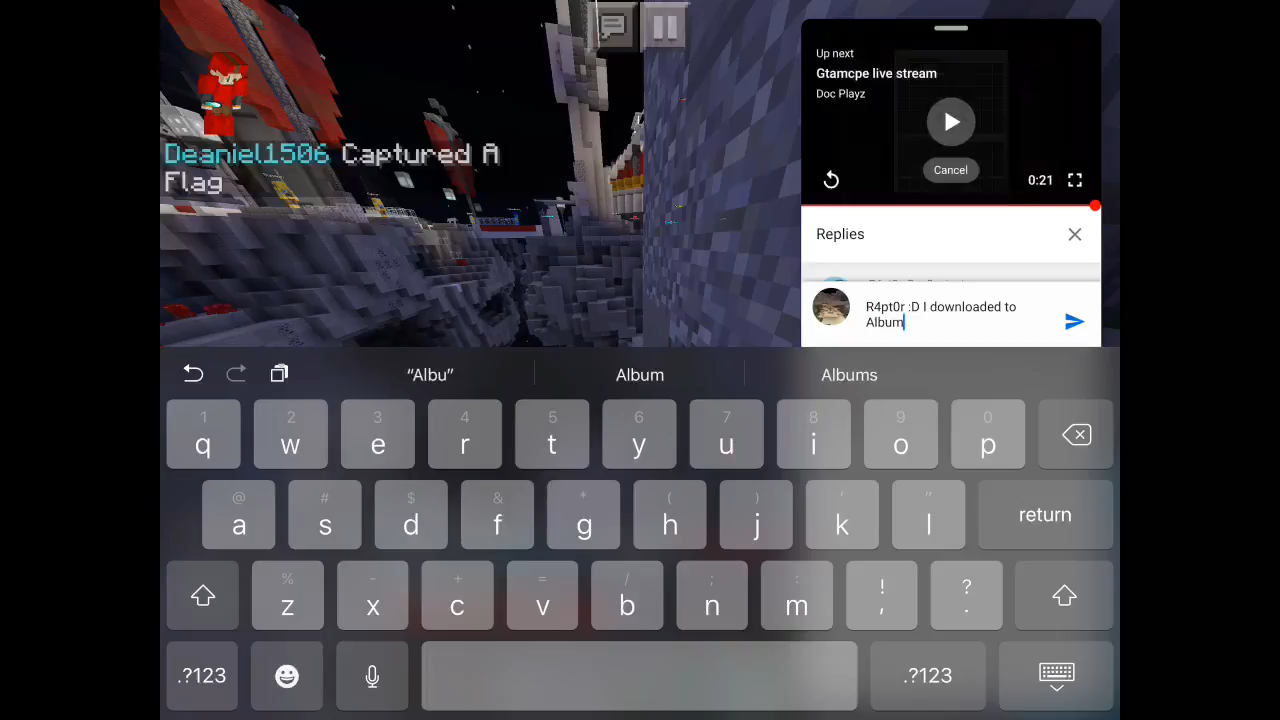 Deaniel1506 Captured A
Flag
Up next
Gtamcpe live stream
Doc Playz
Cancel
0:21
Replies
R4pt0r :D I downloaded to
Album
“Albu”
Album
Albums
1 2 3 4 5 6 7 8 9 0
q w e r t y u i o p
@ # $ & * ( ) ' "
a s d f g h j k l return
% - + = / ; : ! ?
z x c v b n m , .
.?123 .?123